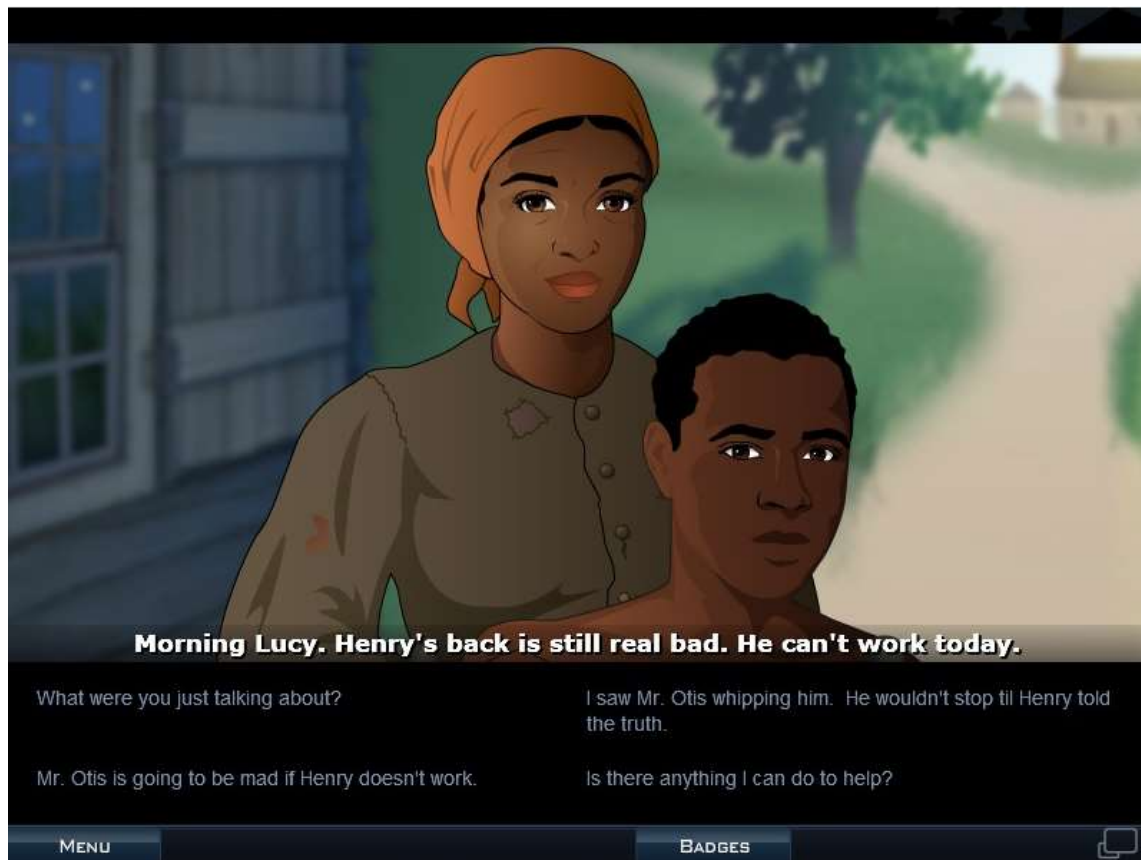 Morning Lucy. Henry's back is still real bad. He can't work today.
What were you just talking about?
I saw Mr. Otis whipping him.  He wouldn't stop til Henry told
the truth.
Mr. Otis is going to be mad if Henry doesn't work.
Is there anything I can do to help?
MENU
BADGES